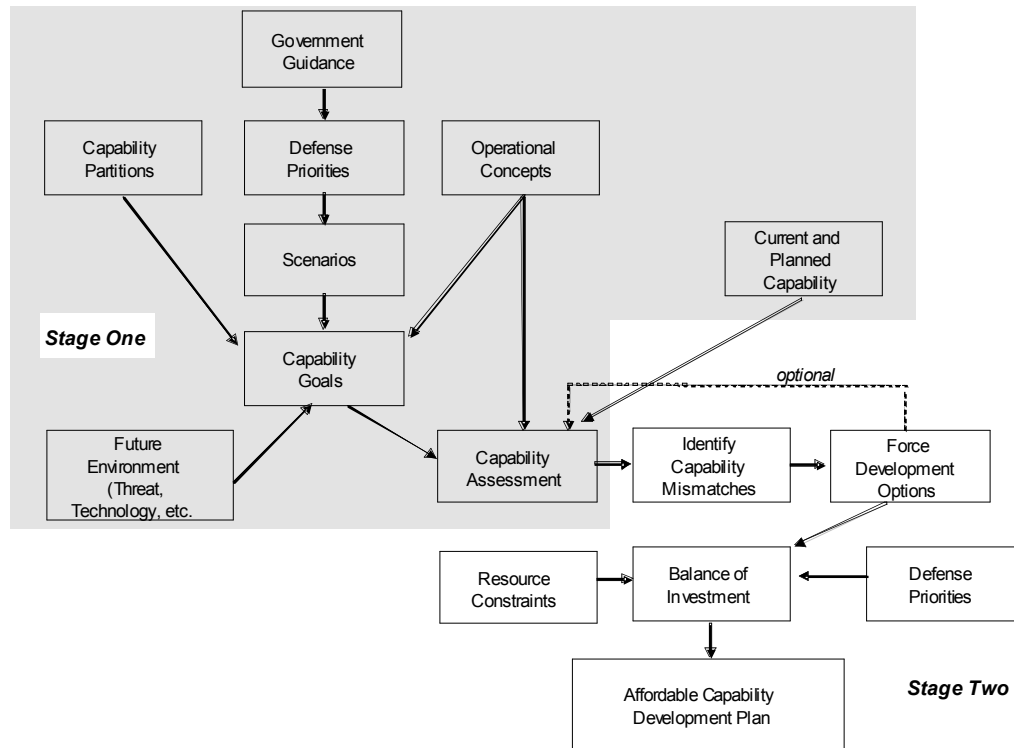 Government
Guidance
Capability
Partitions
Defense
Priorities
Operational
Concepts
Scenarios
Current and
Planned
Capability
Stage One
Capability
Goals
optional
Future
Environment
(Threat,
Technology, etc.
Capability
Assessment
Identify
Capability
Mismatches
Force
Development
Options
Resource
Constraints
Balance of
Investment
Defense
Priorities
Affordable Capability
Development Plan
Stage Two